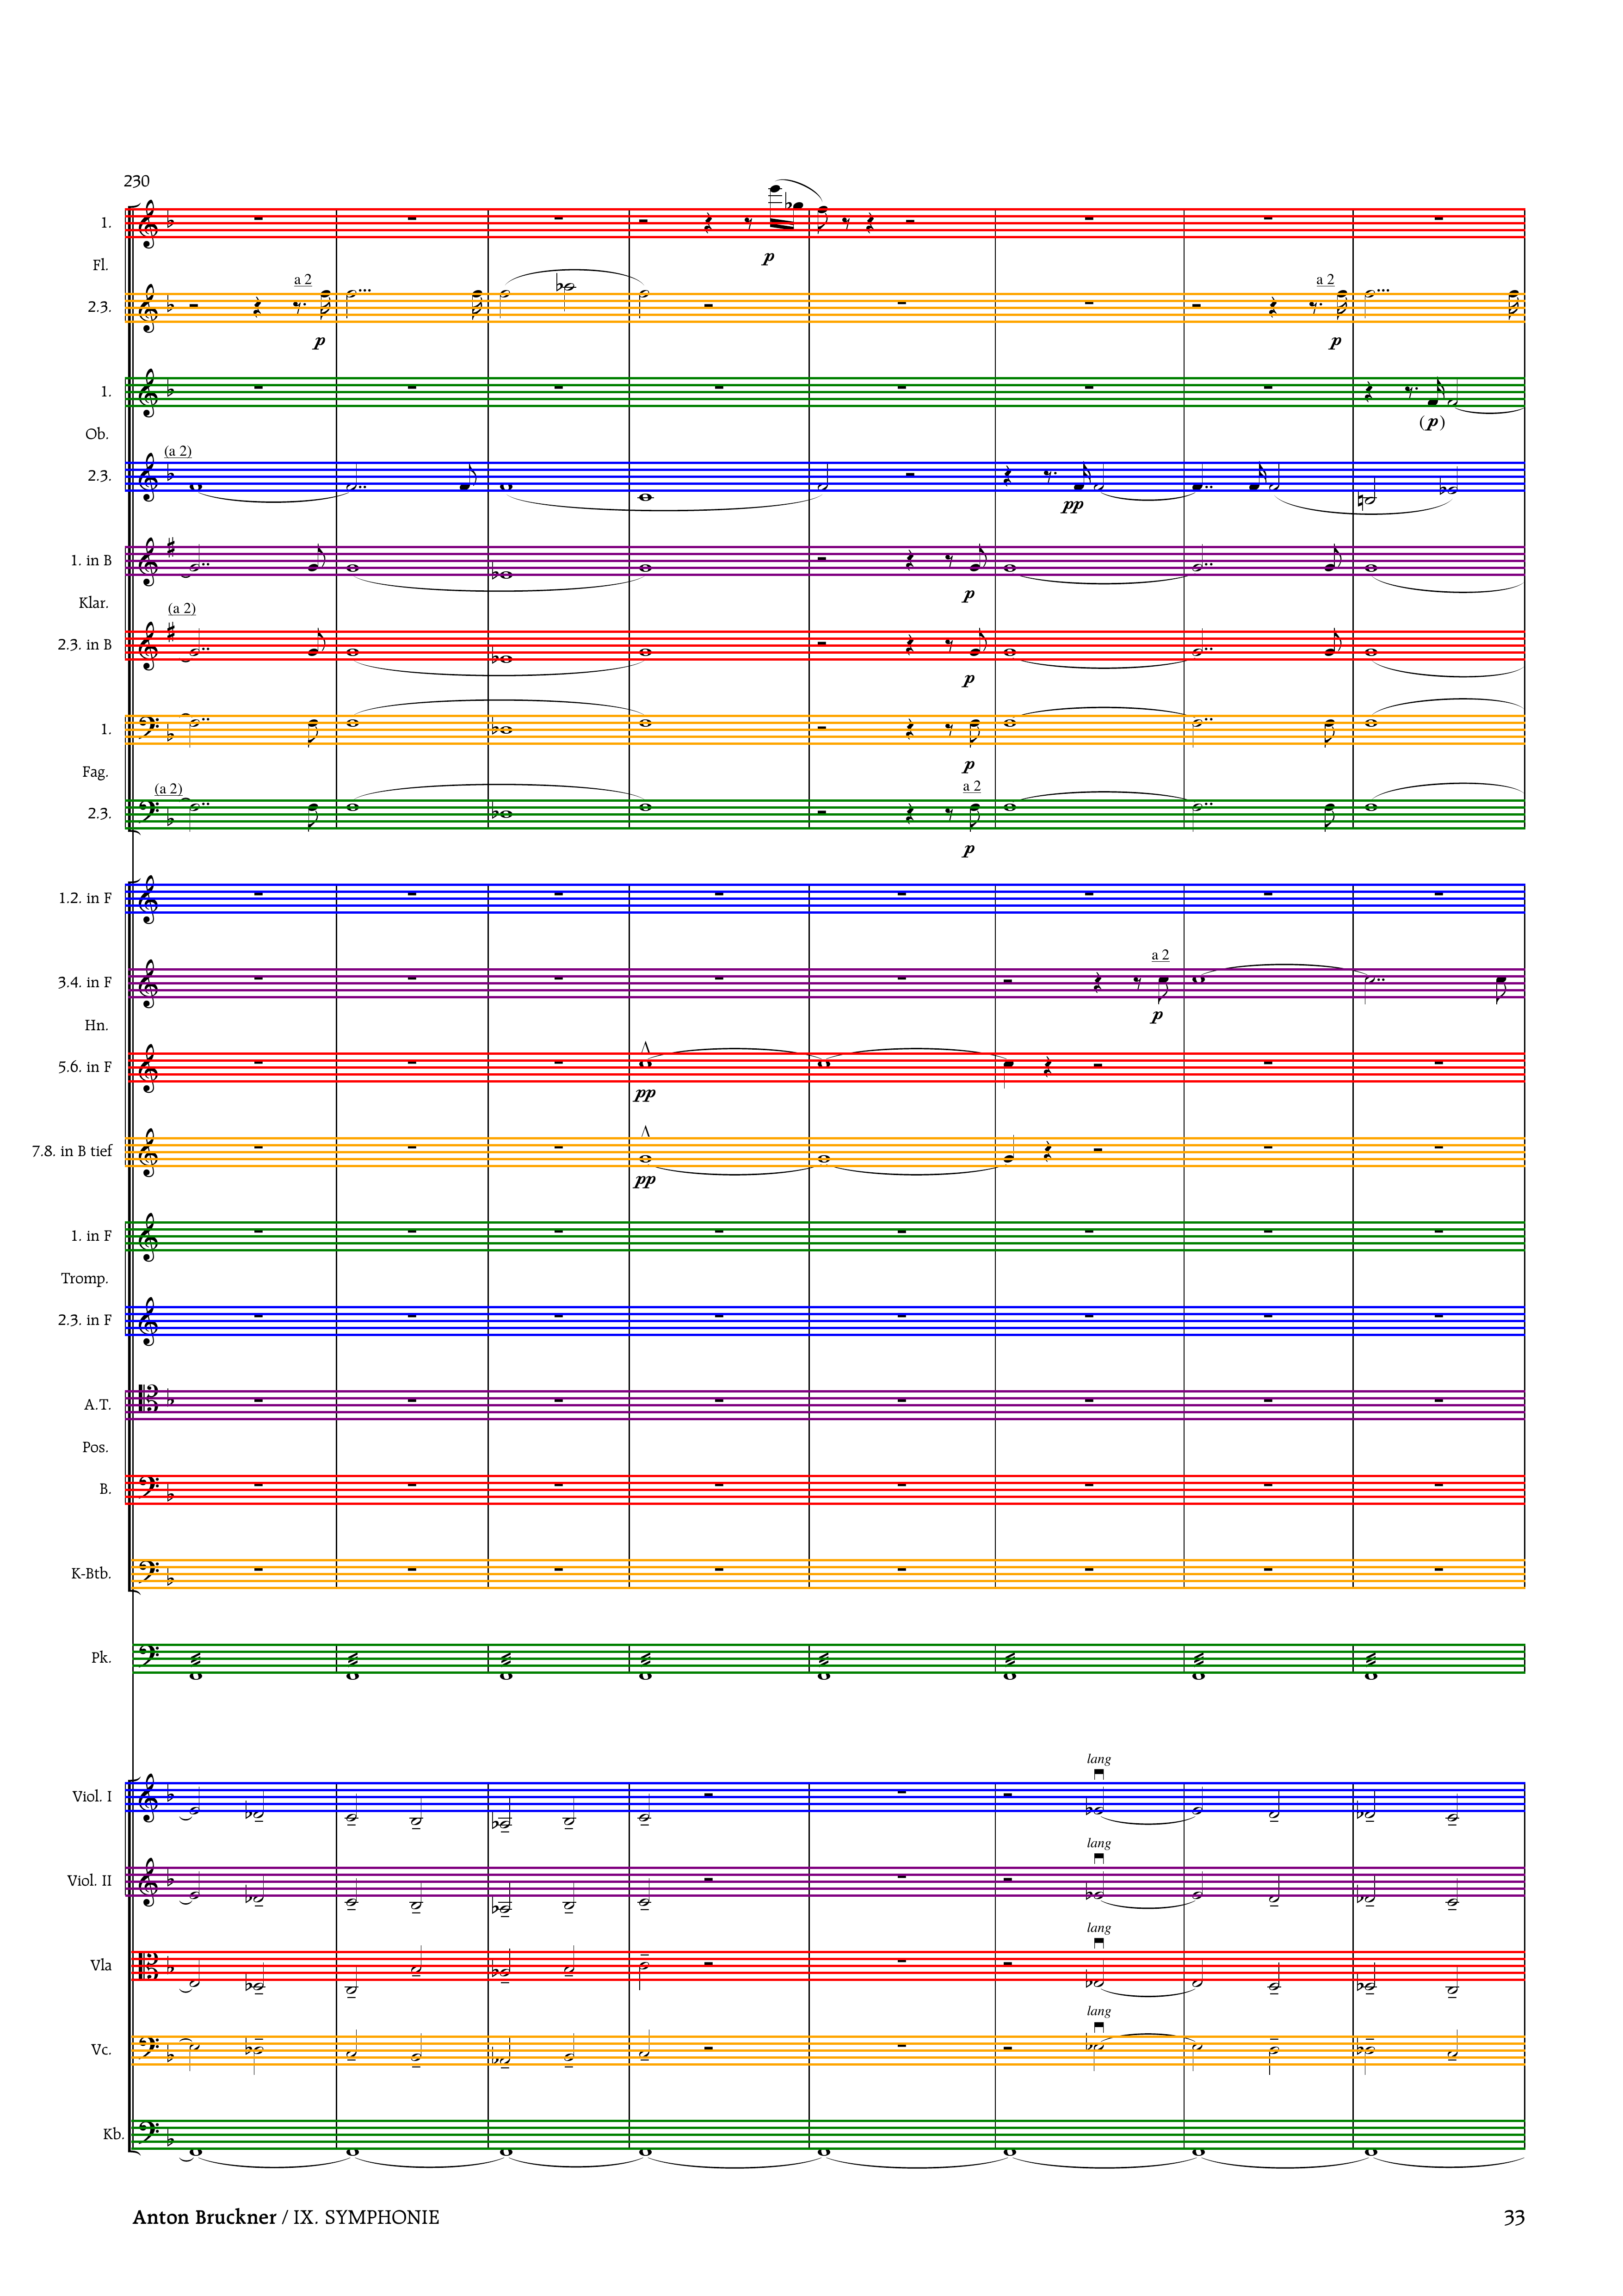 230
1.
p
Fl.
a 2
a 2
2.3.
p
p
1.
(p)
Ob.
(a 2)
2.3.
pp
1. in B
p
Klar.
(a 2)
2.3. in B
p
1.
p
Fag.
(a 2)
a 2
2.3.
p
1.2. in F
a 2
3.4. in F
p
Hn.
5.6. in F
pp
7.8. in B tief
pp
1. in F
Tromp.
2.3. in F
A.T.
Pos.
B.
K-Btb.
Pk.
lang
Viol. I
lang
Viol. II
lang
Vla
lang
Vc.
Kb.
Anton Bruckner / IX. SYMPHONIE 33